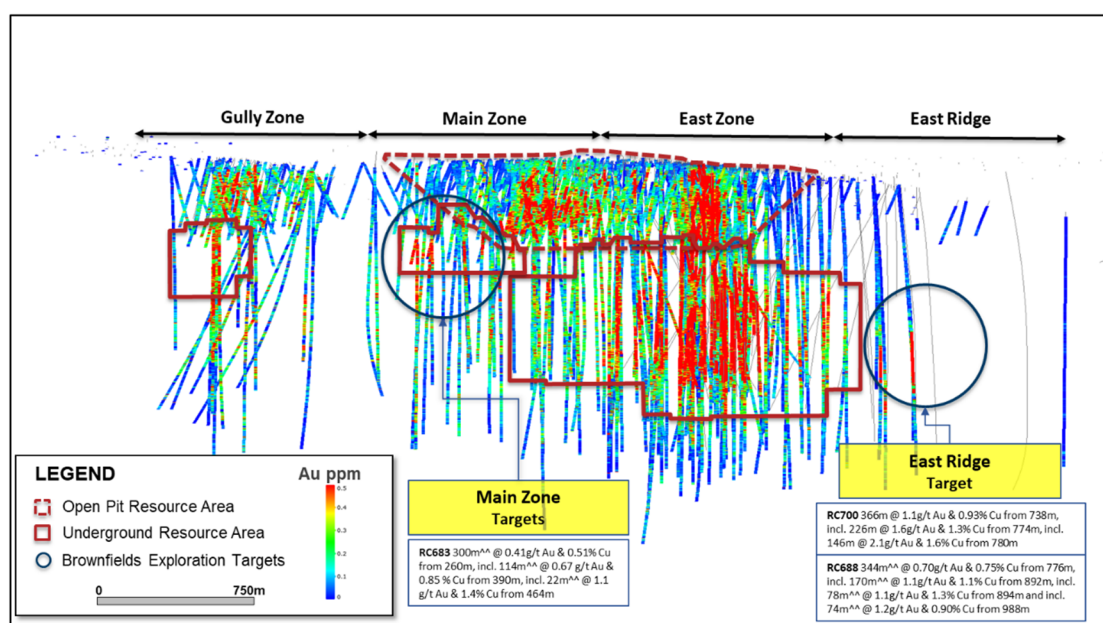 Gully Zone
Main Zone
East Zone
East Ridge
LEGEND
Au ppm
Open Pit Resource Area
Underground Resource Area
Brownfields Exploration Targets
0
750m
0.5
0.4
0.3
0.2
0.1
0
Main Zone
Targets
RC683 300m^^ @ 0.41g/t Au & 0.51% Cu
from 260m, incl. 114m^^ @ 0.67 g/t Au &
0.85 % Cu from 390m, incl. 22m^^ @ 1.1
g/t Au & 1.4% Cu from 464m
East Ridge
Target
RC700 366m @ 1.1g/t Au & 0.93% Cu from 738m,
incl. 226m @ 1.6g/t Au & 1.3% Cu from 774m, incl.
146m @ 2.1g/t Au & 1.6% Cu from 780m
RC688 344m^^ @ 0.70g/t Au & 0.75% Cu from 776m,
incl. 170m^^ @ 1.1g/t Au & 1.1% Cu from 892m, incl.
78m^^ @ 1.1g/t Au & 1.3% Cu from 894m and incl.
74m^^ @ 1.2g/t Au & 0.90% Cu from 988m